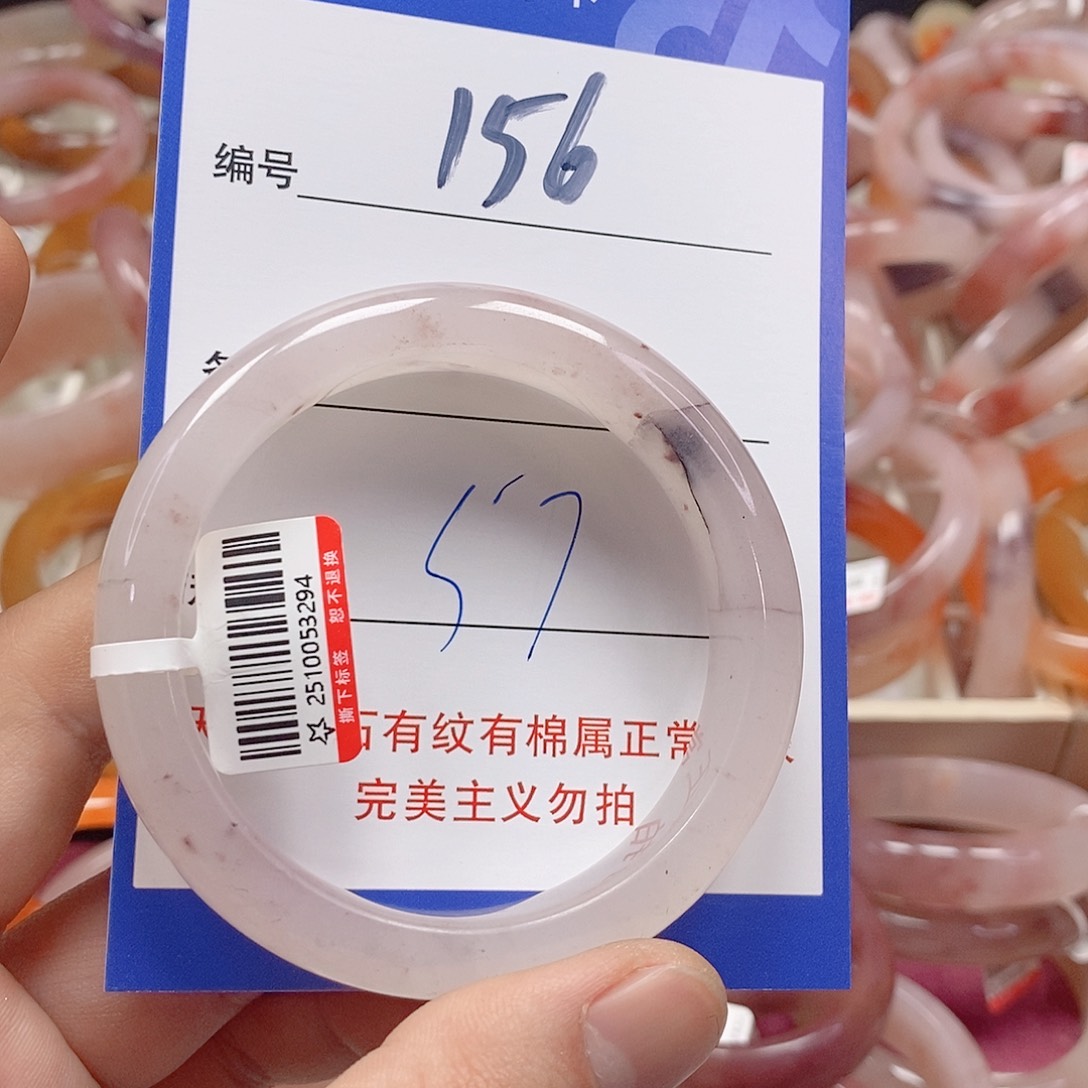 编号 156
57
2510053294
撕下标签 恕不退换
石有纹有棉属正常
完美主义勿拍